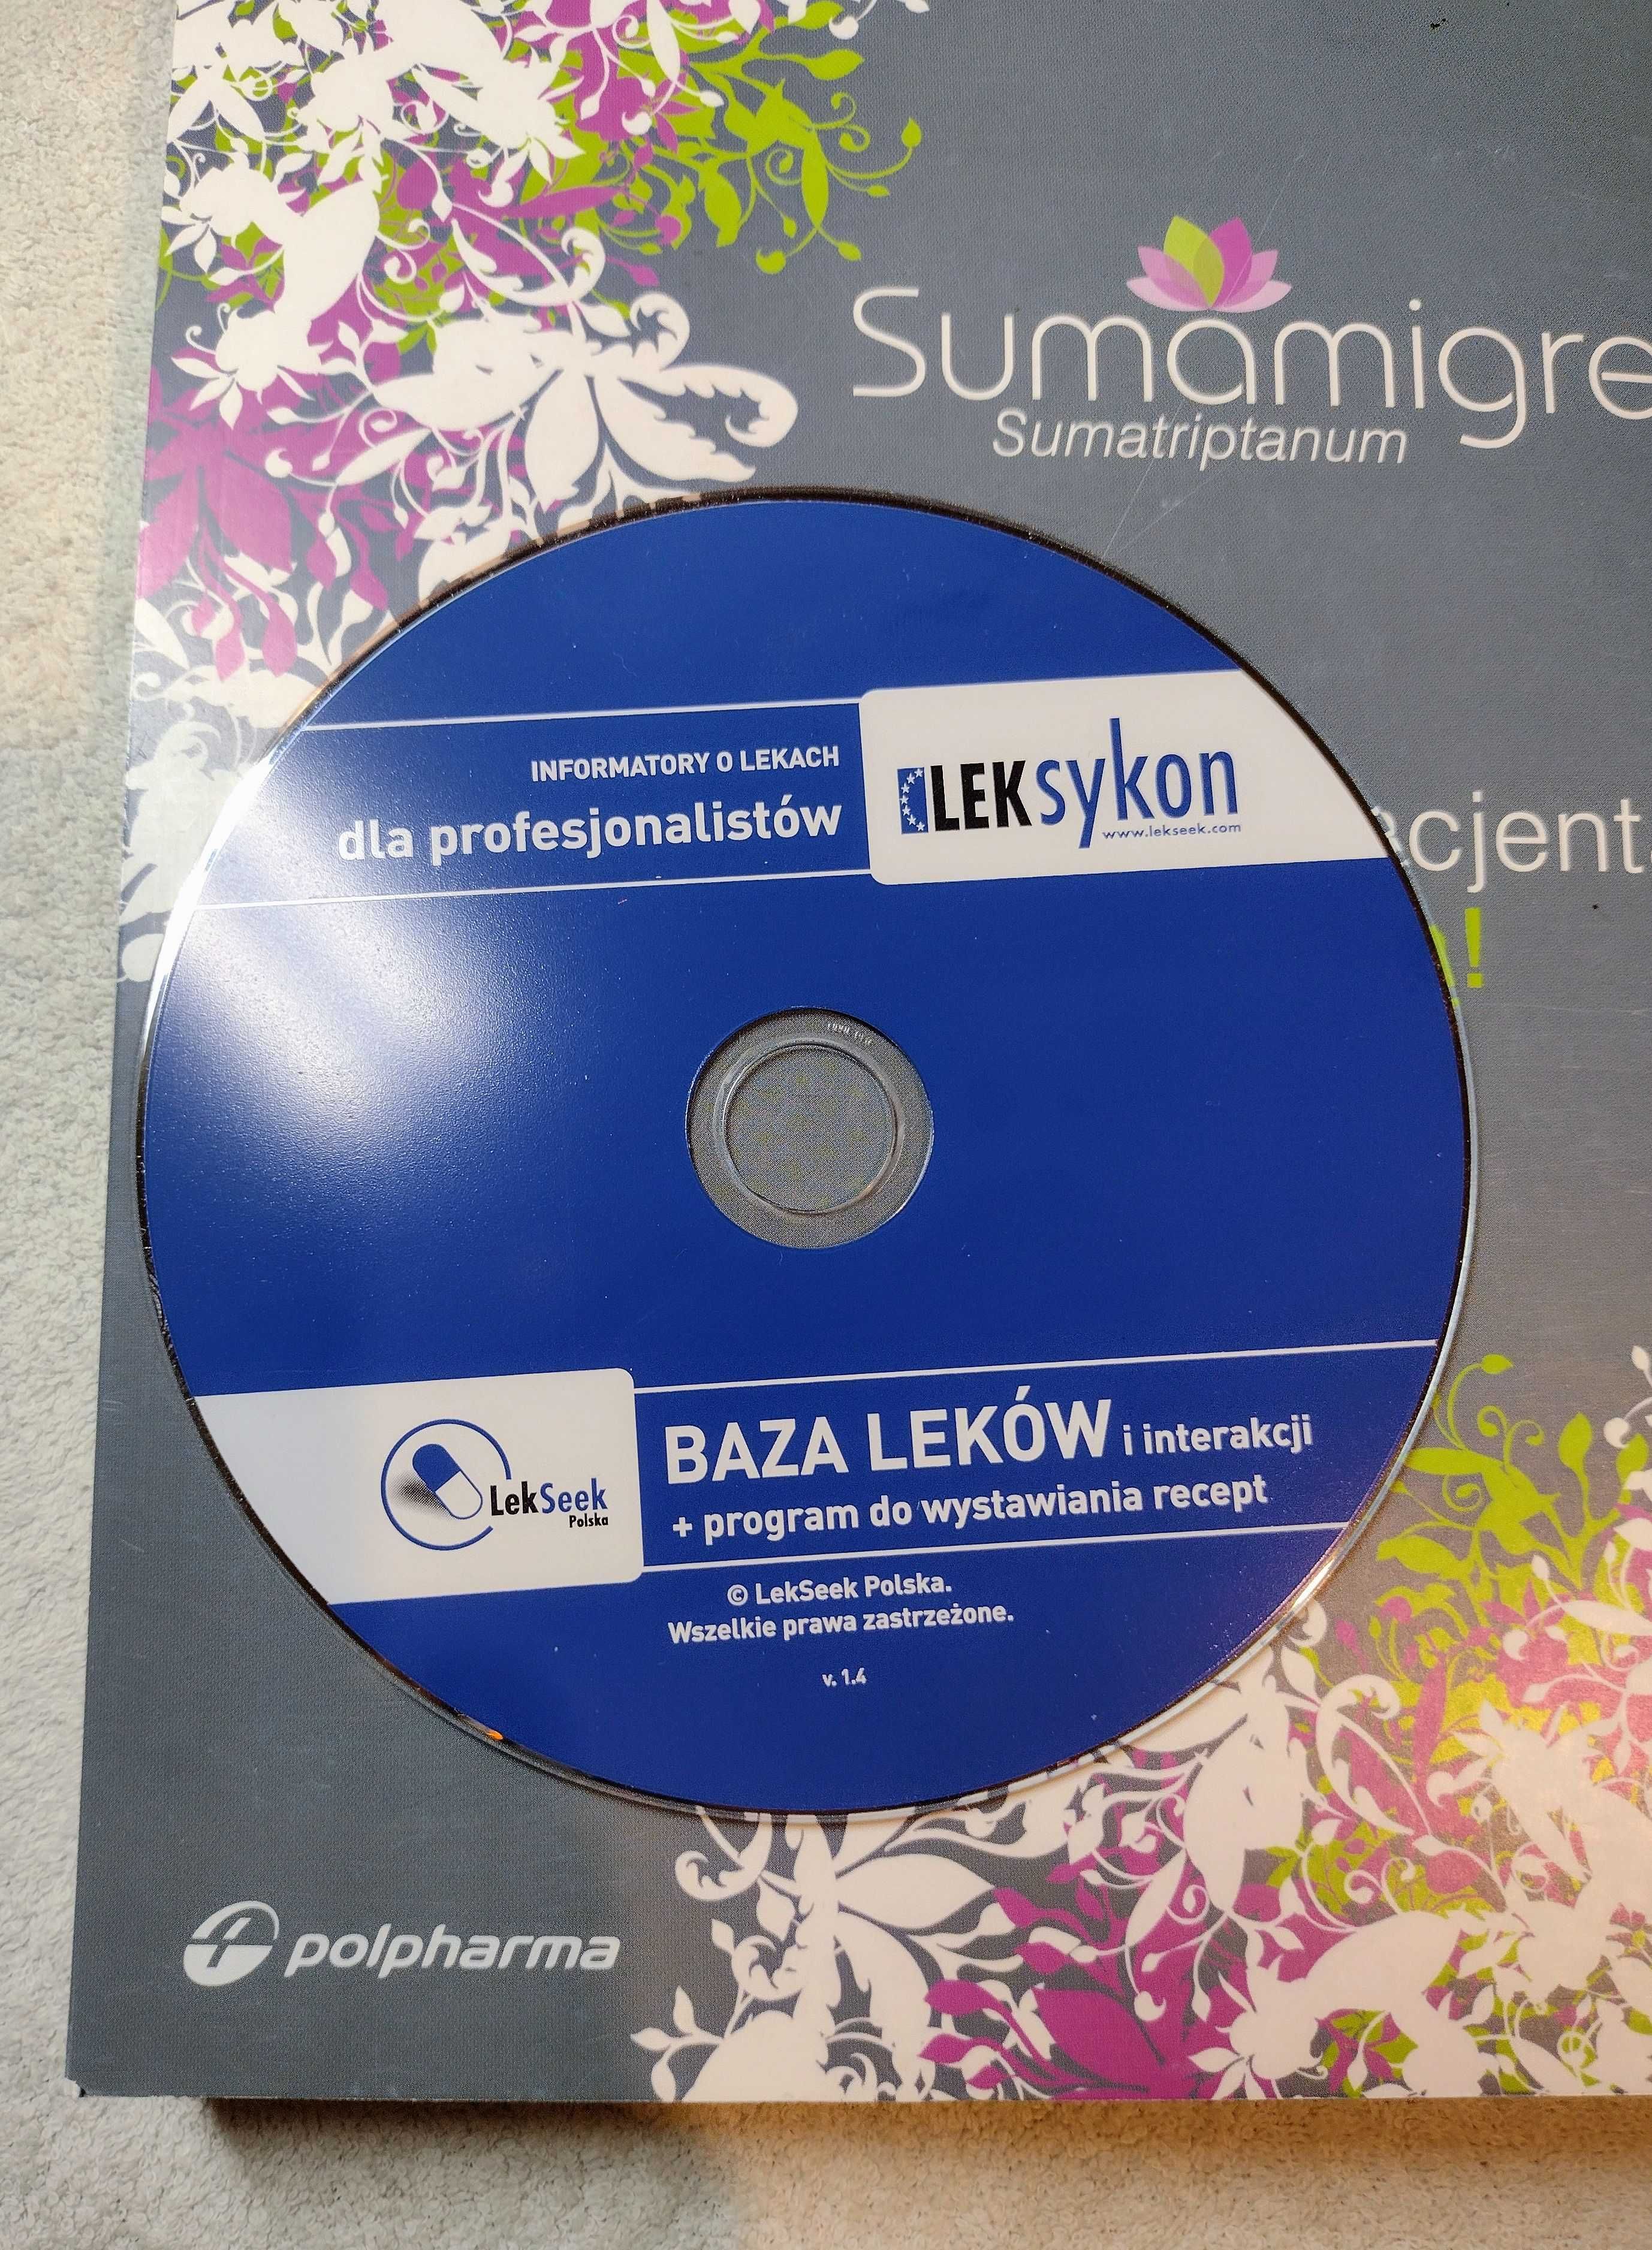 Sumamigre
Sumatriptanum
INFORMATORY O LEKACH
dla profesjonalistów
LEKsykon
www.lekseek.com
BAZA LEKÓW i interakcji
+ program do wystawiania recept
LekSeek
Polska
© LekSeek Polska.
Wszelkie prawa zastrzeżone.
v. 1.4
polpharma